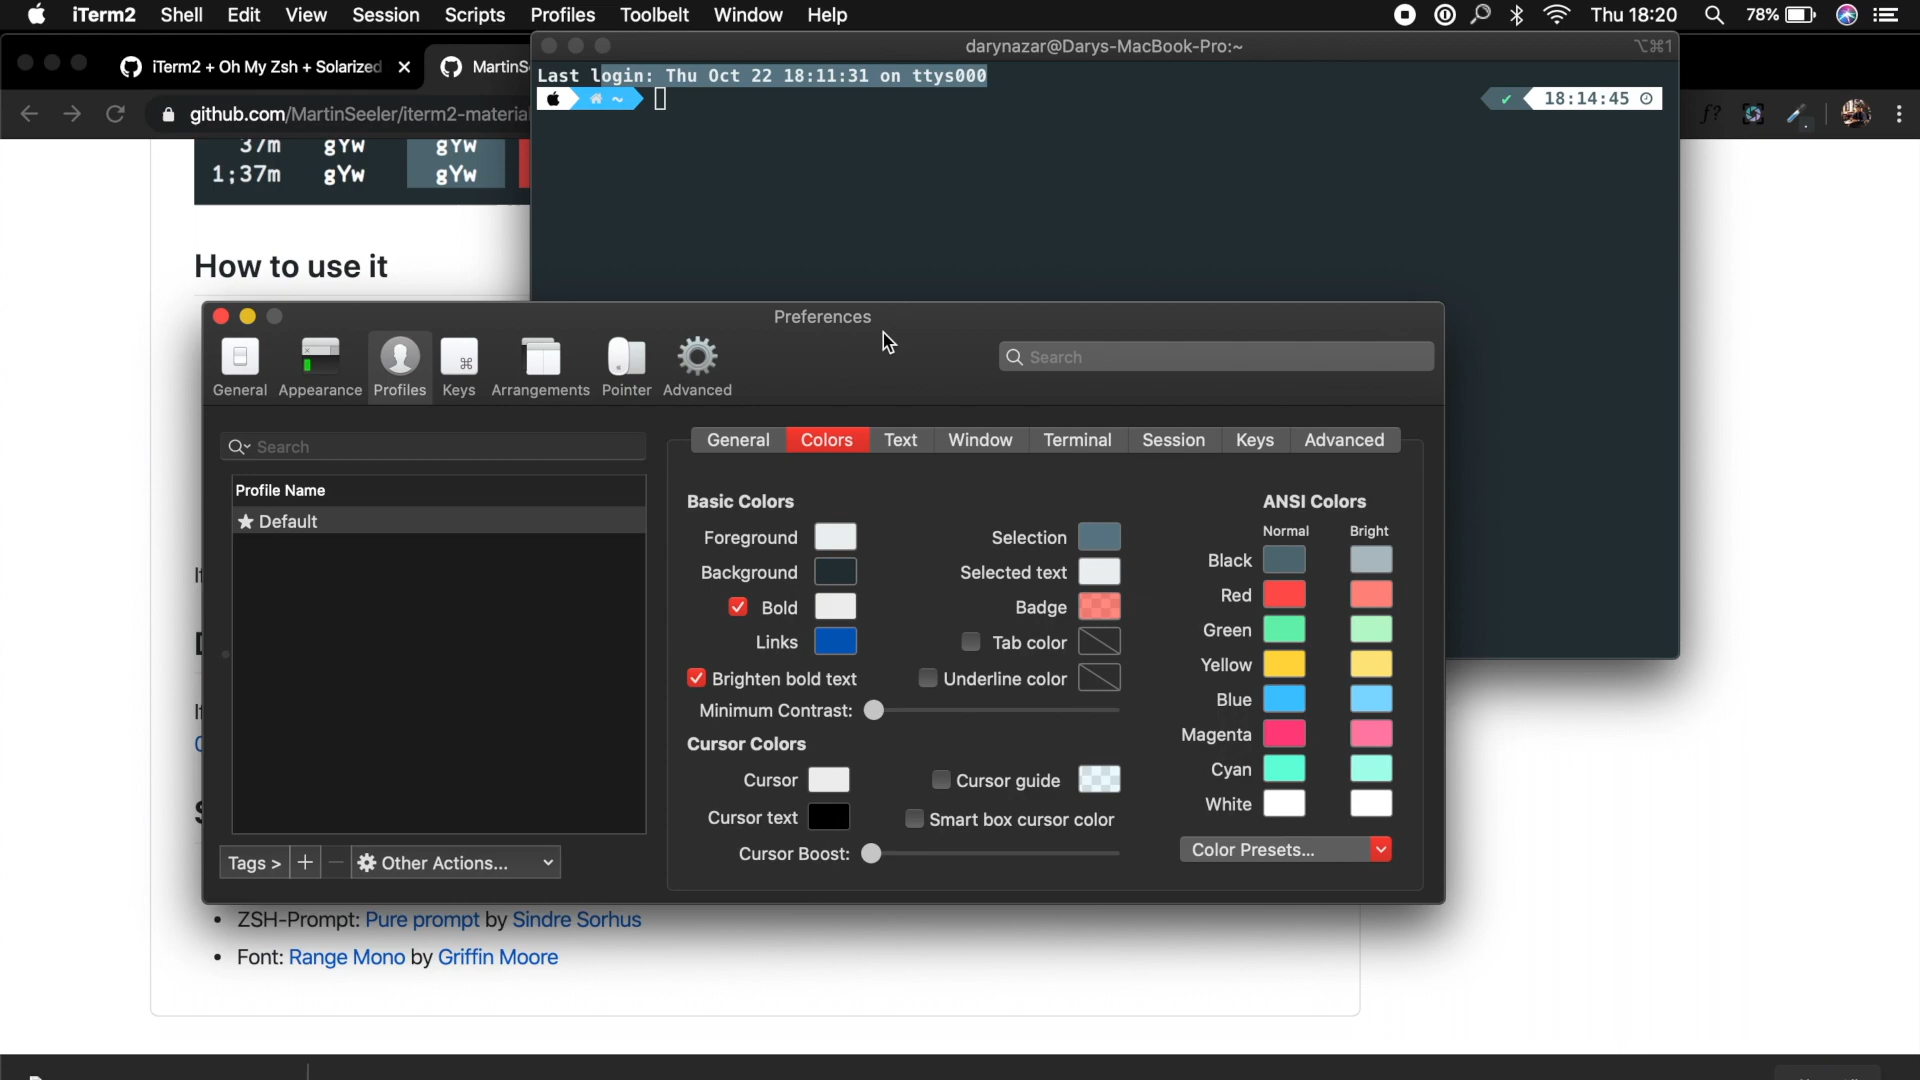 iTerm2 Shell Edit View Session Scripts Profiles Toolbelt Window Help Thu 18:20 78%
iTerm2 + Oh My Zsh + Solarized
MartinS
github.com/MartinSeeler/iterm2-materia
darynazar@Darys-MacBook-Pro:~
⌥⌘1
Last login: Thu Oct 22 18:11:31 on ttys000
~
✔ 18:14:45
f?
37m gYw gYw
1;37m gYw gYw
How to use it
Preferences
General Appearance Profiles Keys Arrangements Pointer Advanced
Search
Search
Profile Name
★ Default
Tags > + − Other Actions...
General Colors Text Window Terminal Session Keys Advanced
Basic Colors
Foreground
Background
Bold
Links
Brighten bold text
Selection
Selected text
Badge
Tab color
Underline color
Minimum Contrast:
Cursor Colors
Cursor
Cursor text
Cursor guide
Smart box cursor color
Cursor Boost:
ANSI Colors
Normal Bright
Black
Red
Green
Yellow
Blue
Magenta
Cyan
White
Color Presets...
• ZSH-Prompt: Pure prompt by Sindre Sorhus
• Font: Range Mono by Griffin Moore